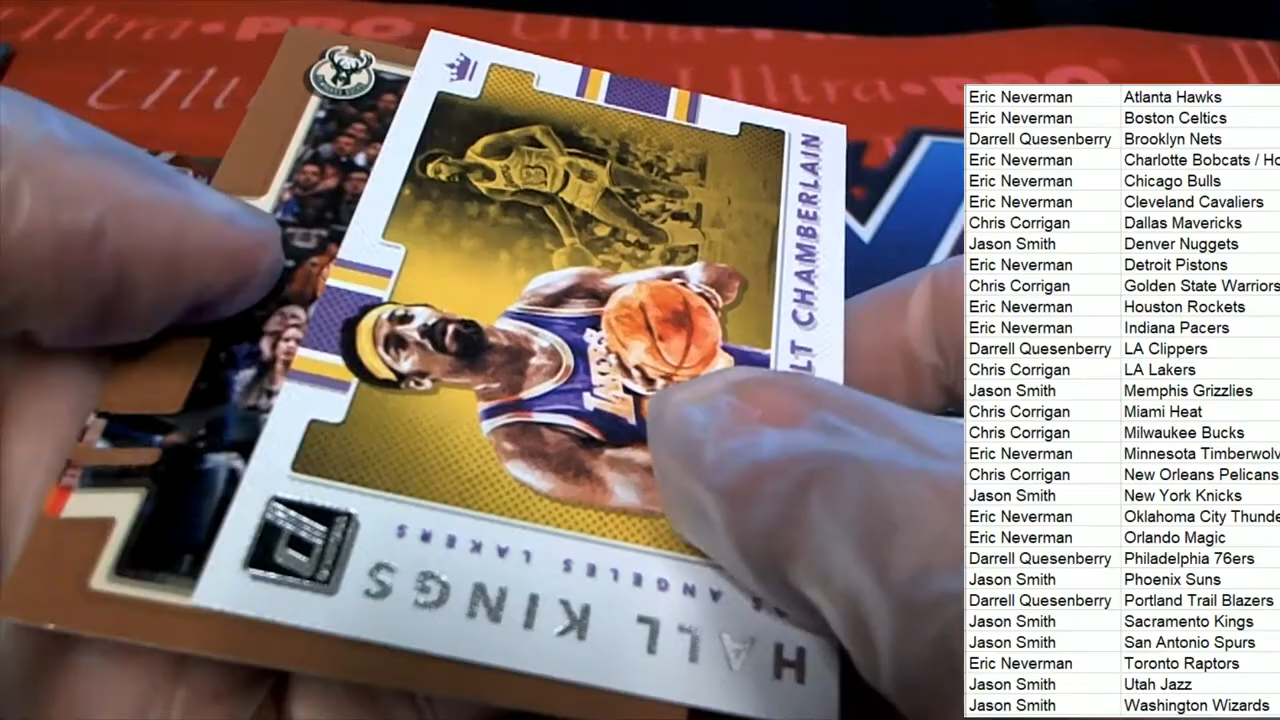 Ultra PRO
Ultra PRO
LT CHAMBERLAIN
LAKERS
ANGELES LAKERS
HALL KINGS
Eric Neverman Atlanta Hawks
Eric Neverman Boston Celtics
Darrell Quesenberry Brooklyn Nets
Eric Neverman Charlotte Bobcats / Ho
Eric Neverman Chicago Bulls
Eric Neverman Cleveland Cavaliers
Chris Corrigan Dallas Mavericks
Jason Smith Denver Nuggets
Eric Neverman Detroit Pistons
Chris Corrigan Golden State Warriors
Eric Neverman Houston Rockets
Eric Neverman Indiana Pacers
Darrell Quesenberry LA Clippers
Chris Corrigan LA Lakers
Jason Smith Memphis Grizzlies
Chris Corrigan Miami Heat
Chris Corrigan Milwaukee Bucks
Eric Neverman Minnesota Timberwolv
Chris Corrigan New Orleans Pelicans
Jason Smith New York Knicks
Eric Neverman Oklahoma City Thunde
Eric Neverman Orlando Magic
Darrell Quesenberry Philadelphia 76ers
Jason Smith Phoenix Suns
Darrell Quesenberry Portland Trail Blazers
Jason Smith Sacramento Kings
Jason Smith San Antonio Spurs
Eric Neverman Toronto Raptors
Jason Smith Utah Jazz
Jason Smith Washington Wizards